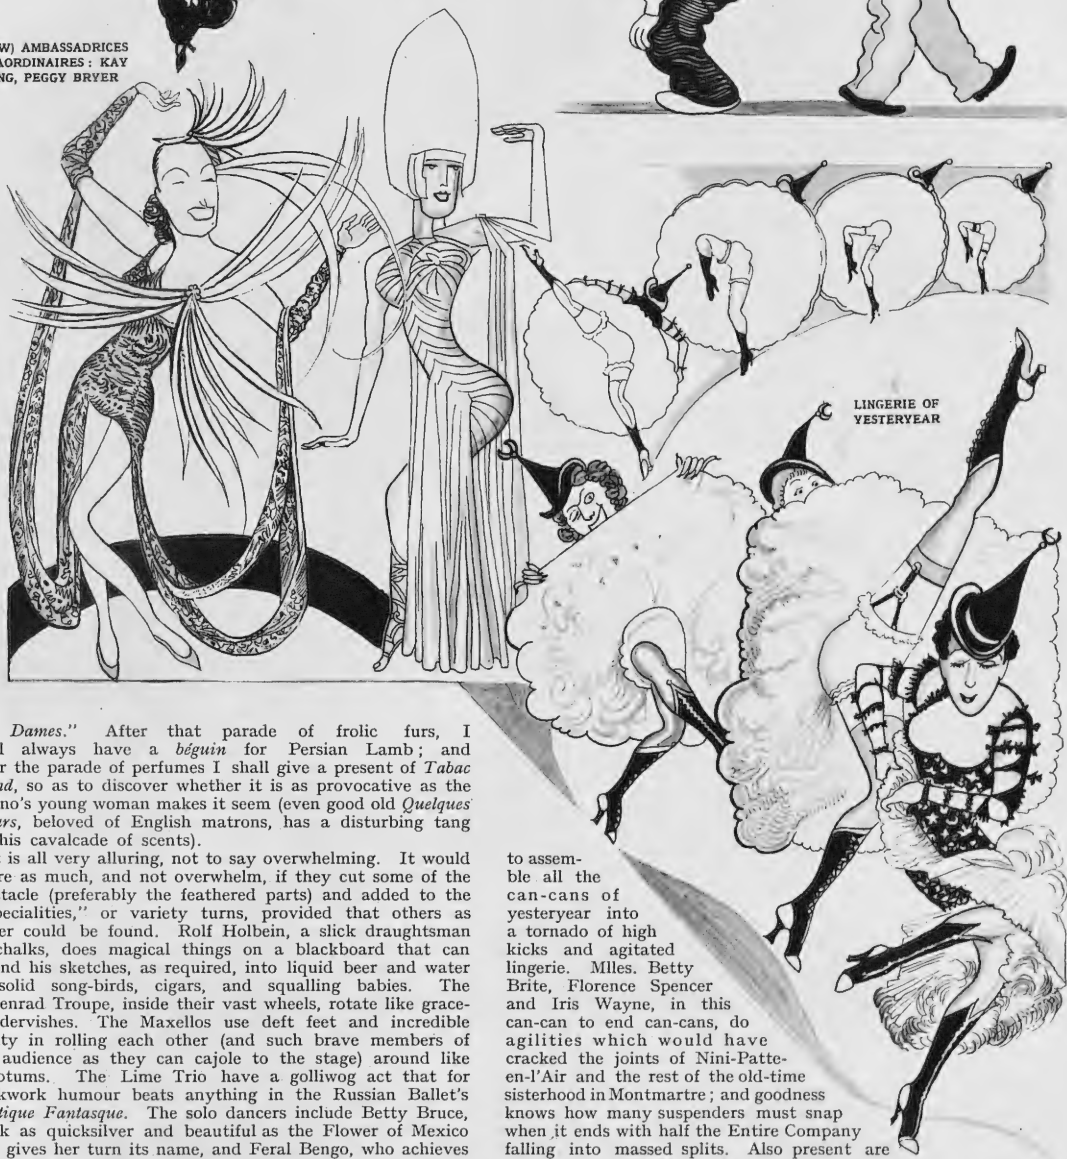 AMBASSADRICES
KAY
PEGGY BRYER
LINGERIE OF
YESTERYEAR
Dames." After that parade of frolic furs, I
always have a béguin for Persian Lamb; and
the parade of perfumes I shall give a present of Tabac
so as to discover whether it is as provocative as the
young woman makes it seem (even good old Quelques
beloved of English matrons, has a disturbing tang
his cavalcade of scents).
is all very alluring, not to say overwhelming. It would
as much, and not overwhelm, if they cut some of the
(preferably the feathered parts) and added to the
or variety turns, provided that others as
could be found. Rolf Holbein, a slick draughtsman
chalks, does magical things on a blackboard that can
his sketches, as required, into liquid beer and water
solid song-birds, cigars, and squalling babies. The
Troupe, inside their vast wheels, rotate like grace-
dervishes. The Maxellos use deft feet and incredible
in rolling each other (and such brave members of
audience as they can cajole to the stage) around like
The Lime Trio have a golliwog act that for
humour beats anything in the Russian Ballet's
Fantasque. The solo dancers include Betty Bruce,
as quicksilver and beautiful as the Flower of Mexico
gives her turn its name, and Feral Bengo, who achieves
to assem-
ble all the
can-cans of
yesteryear into
a tornado of high
kicks and agitated
lingerie. Mlles. Betty
Brite, Florence Spencer
and Iris Wayne, in this
can-can to end can-cans, do
agilities which would have
cracked the joints of Nini-Patte-
en-l'Air and the rest of the old-time
sisterhood in Montmartre; and goodness
knows how many suspenders must snap
when it ends with half the Entire Company
falling into massed splits. Also present are